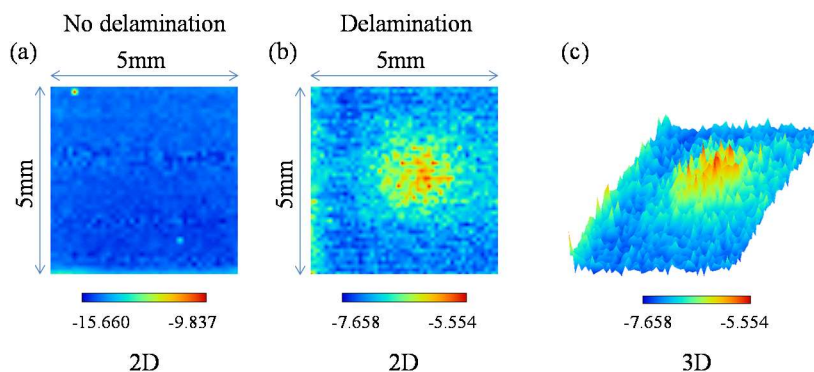 No delamination
Delamination
(a)
(b)
(c)
5mm
5mm
5mm
5mm
-15.660 -9.837
-7.658 -5.554
-7.658 -5.554
2D
2D
3D